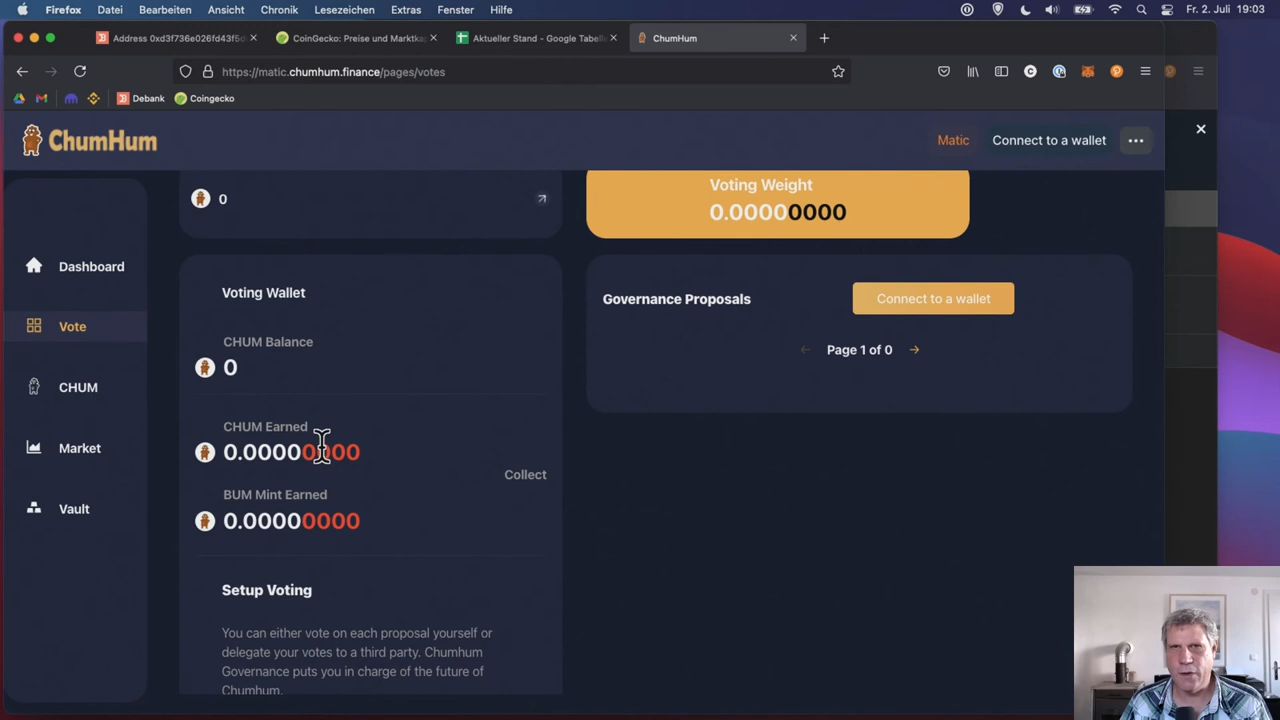 Firefox Datei Bearbeiten Ansicht Chronik Lesezeichen Extras Fenster Hilfe Fr. 2. Juli 19:03
Address 0xd3f736e026fd43f5d CoinGecko: Preise und Marktka Aktueller Stand - Google Tabelle ChumHum
https://matic.chumhum.finance/pages/votes
Debank Coingecko
ChumHum Matic Connect to a wallet
0
Voting Weight
0.00000000
Dashboard
Vote
CHUM
Market
Vault
Voting Wallet
CHUM Balance
0
CHUM Earned
0.00000000
Collect
BUM Mint Earned
0.00000000
Setup Voting
You can either vote on each proposal yourself or
delegate your votes to a third party. Chumhum
Governance puts you in charge of the future of
Chumhum.
Governance Proposals Connect to a wallet
Page 1 of 0